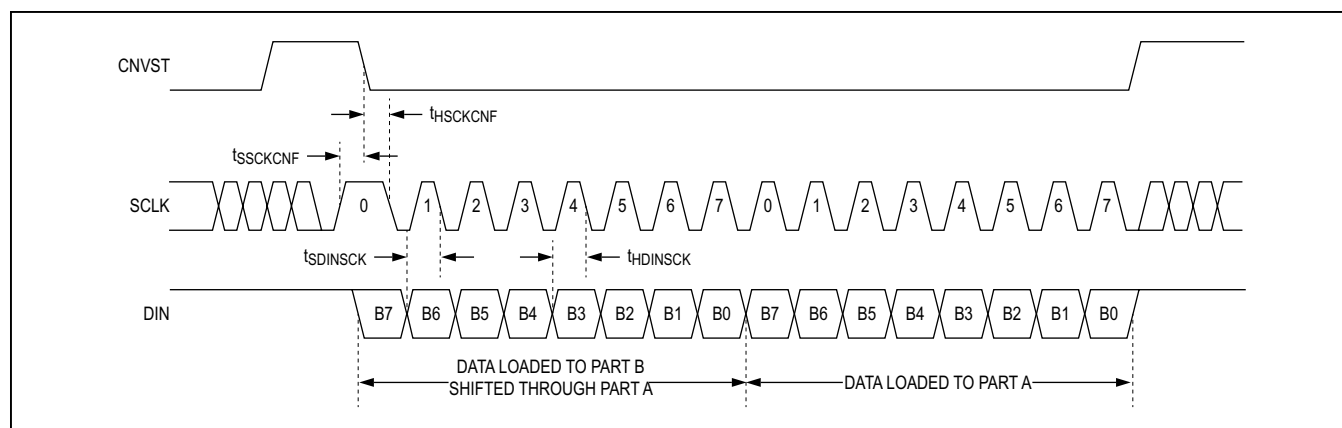 CNVST
tHSCKCNF
tSSCKCNF
SCLK 0 1 2 3 4 5 6 7 0 1 2 3 4 5 6 7
tSDINSCK tHDINSCK
DIN B7 B6 B5 B4 B3 B2 B1 B0 B7 B6 B5 B4 B3 B2 B1 B0
DATA LOADED TO PART B
SHIFTED THROUGH PART A
DATA LOADED TO PART A